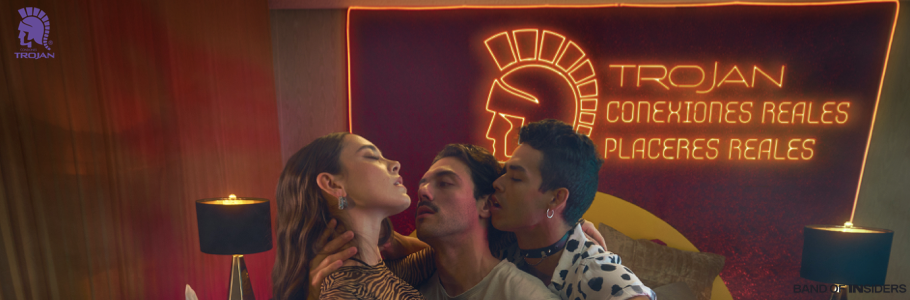 TROJAN
TROJAN
CONEXIONES REALES
PLACERES REALES
BAND OF INSIDERS